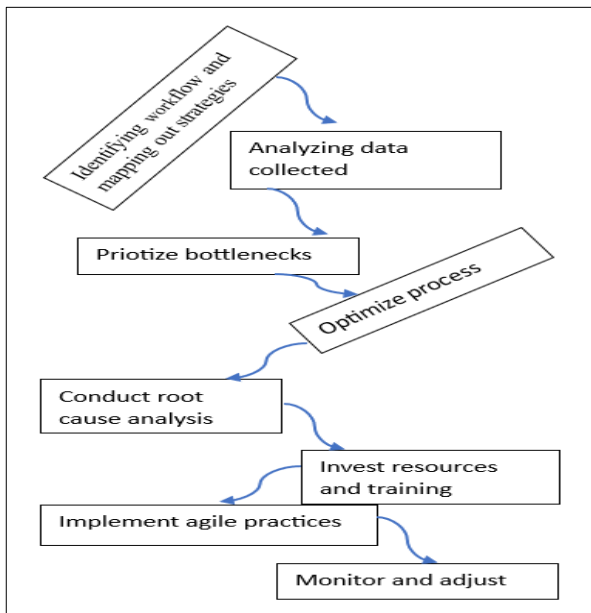 Identifying workflow and
mapping out strategies
Analyzing data
collected
Priotize bottlenecks
Optimize process
Conduct root
cause analysis
Invest resources
and training
Implement agile practices
Monitor and adjust